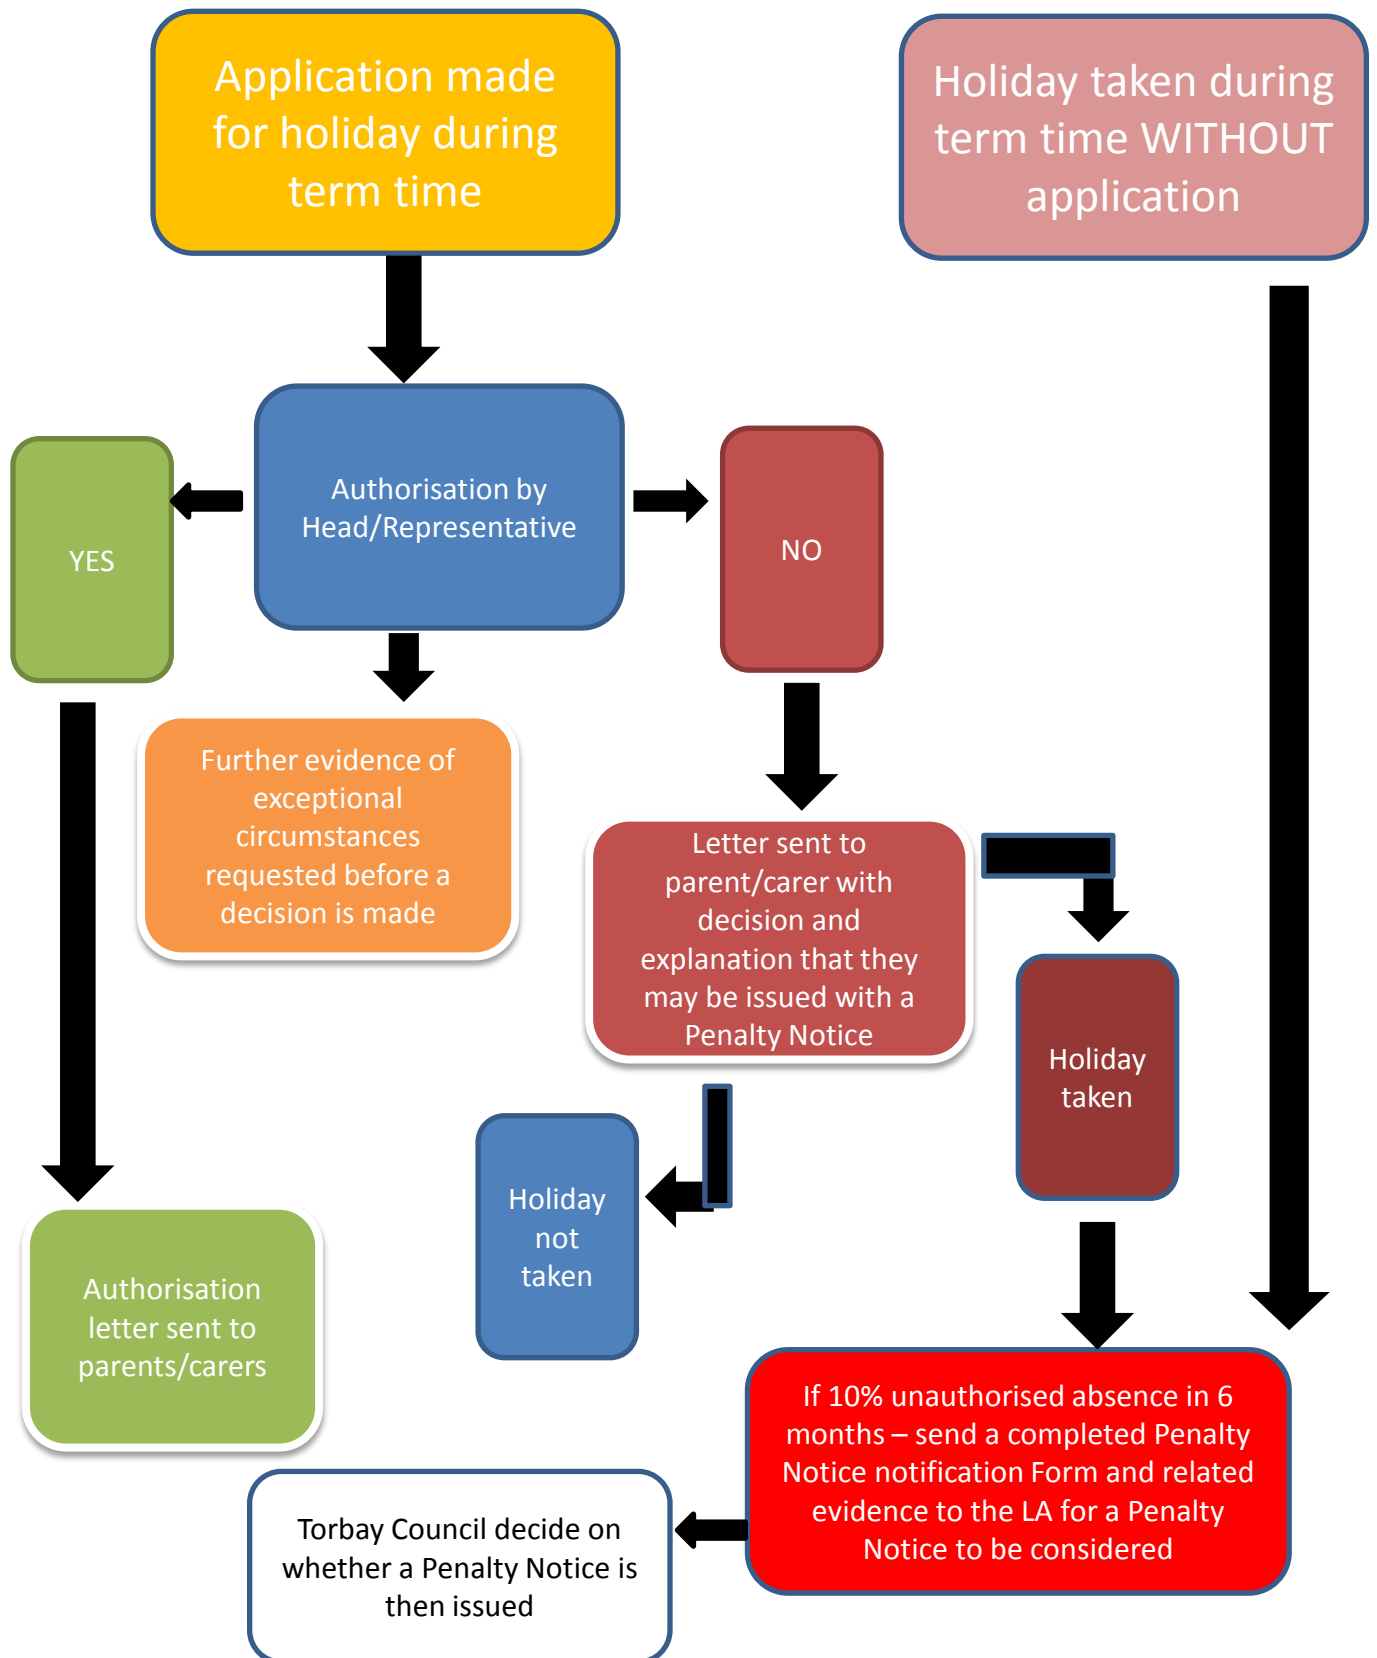 Application made
for holiday during
term time
Holiday taken during
term time WITHOUT
application
Authorisation by
Head/Representative
YES
NO
Further evidence of
exceptional
circumstances
requested before a
decision is made
Letter sent to
parent/carer with
decision and
explanation that they
may be issued with a
Penalty Notice
Holiday
taken
Holiday
not
taken
Authorisation
letter sent to
parents/carers
If 10% unauthorised absence in 6
months – send a completed Penalty
Notice notification Form and related
evidence to the LA for a Penalty
Notice to be considered
Torbay Council decide on
whether a Penalty Notice is
then issued